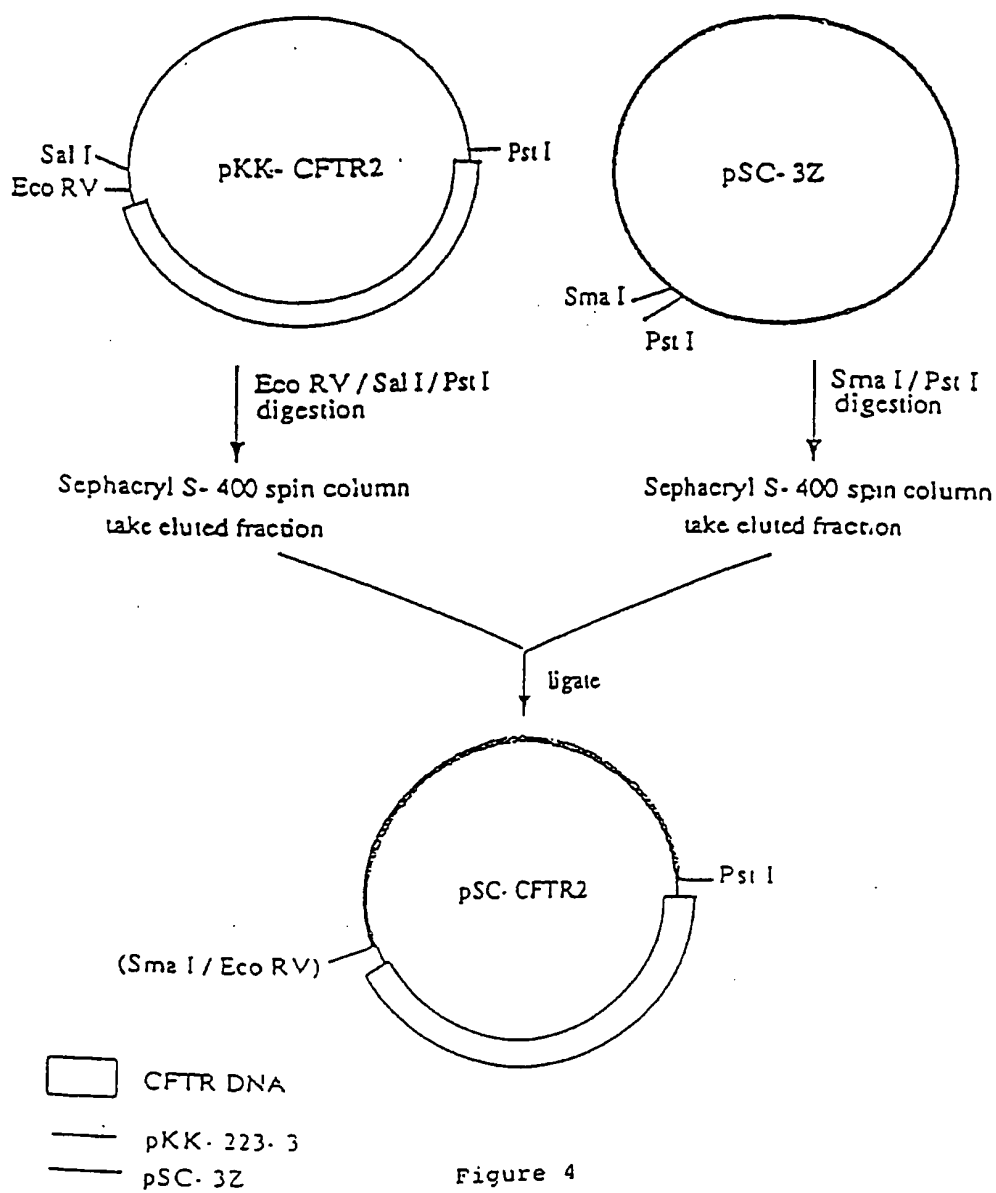 Sal I
Eco RV
pKK- CFTR2
Pst I
pSC- 3Z
Sma I
Pst I
Eco RV / Sal I / Pst I
digestion
Sma I / Pst I
digestion
Sephacryl S- 400 spin column
take eluted fraction
Sephacryl S- 400 spin column
take eluted fraction
ligate
pSC- CFTR2
Pst I
(Sma I / Eco RV)
CFTR DNA
pKK- 223- 3
pSC- 3Z
Figure 4